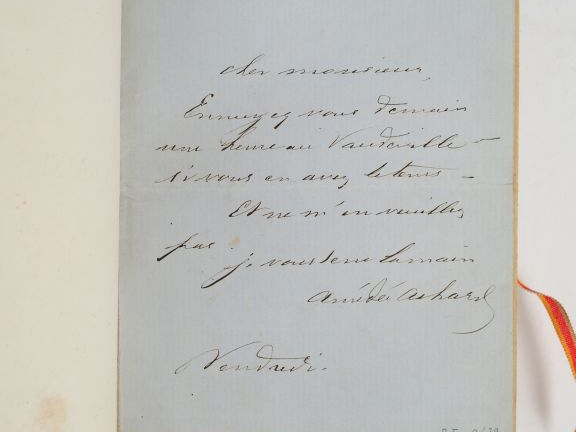 cher monsieur,
Ennuyez vous demain
une heure au Vaudeville -
si vous en avez le tems -
Et ne m'en veuillez
pas.
je vous serre la main
Amédée Achard
Vendredi.